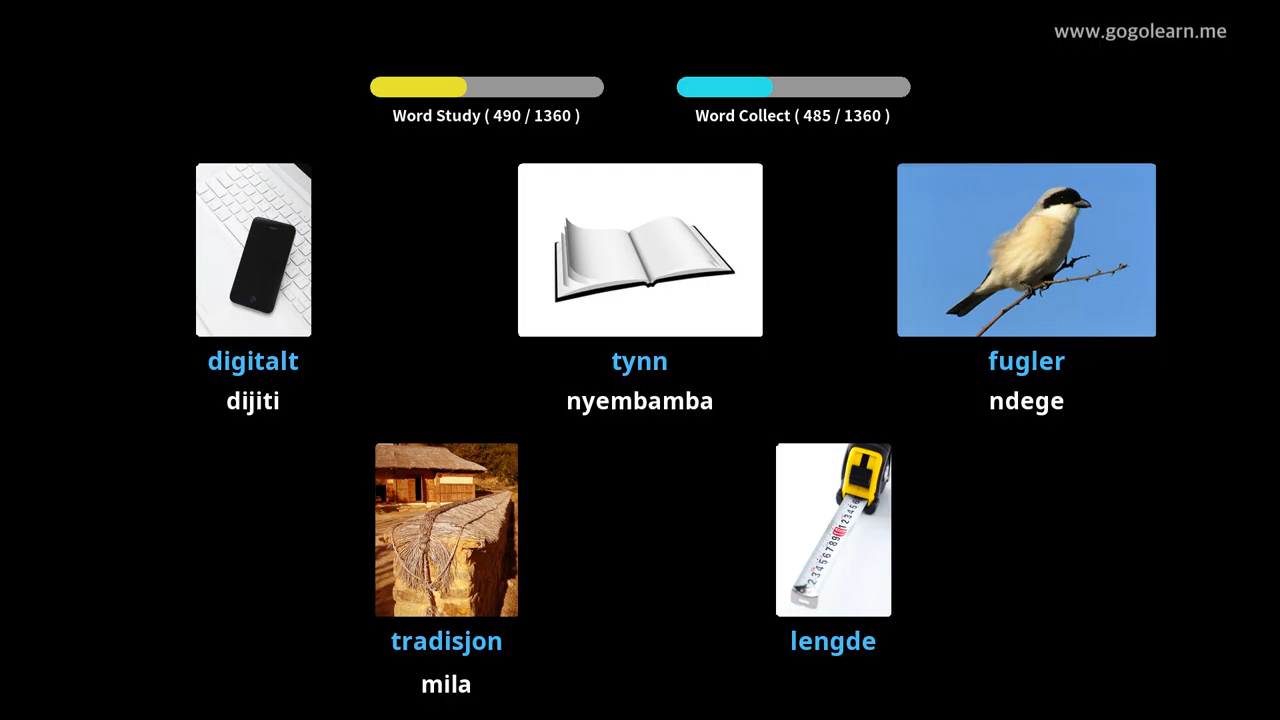 www.gogolearn.me
Word Study ( 490 / 1360 )
Word Collect ( 485 / 1360 )
digitalt
dijiti
tynn
nyembamba
fugler
ndege
tradisjon
mila
lengde